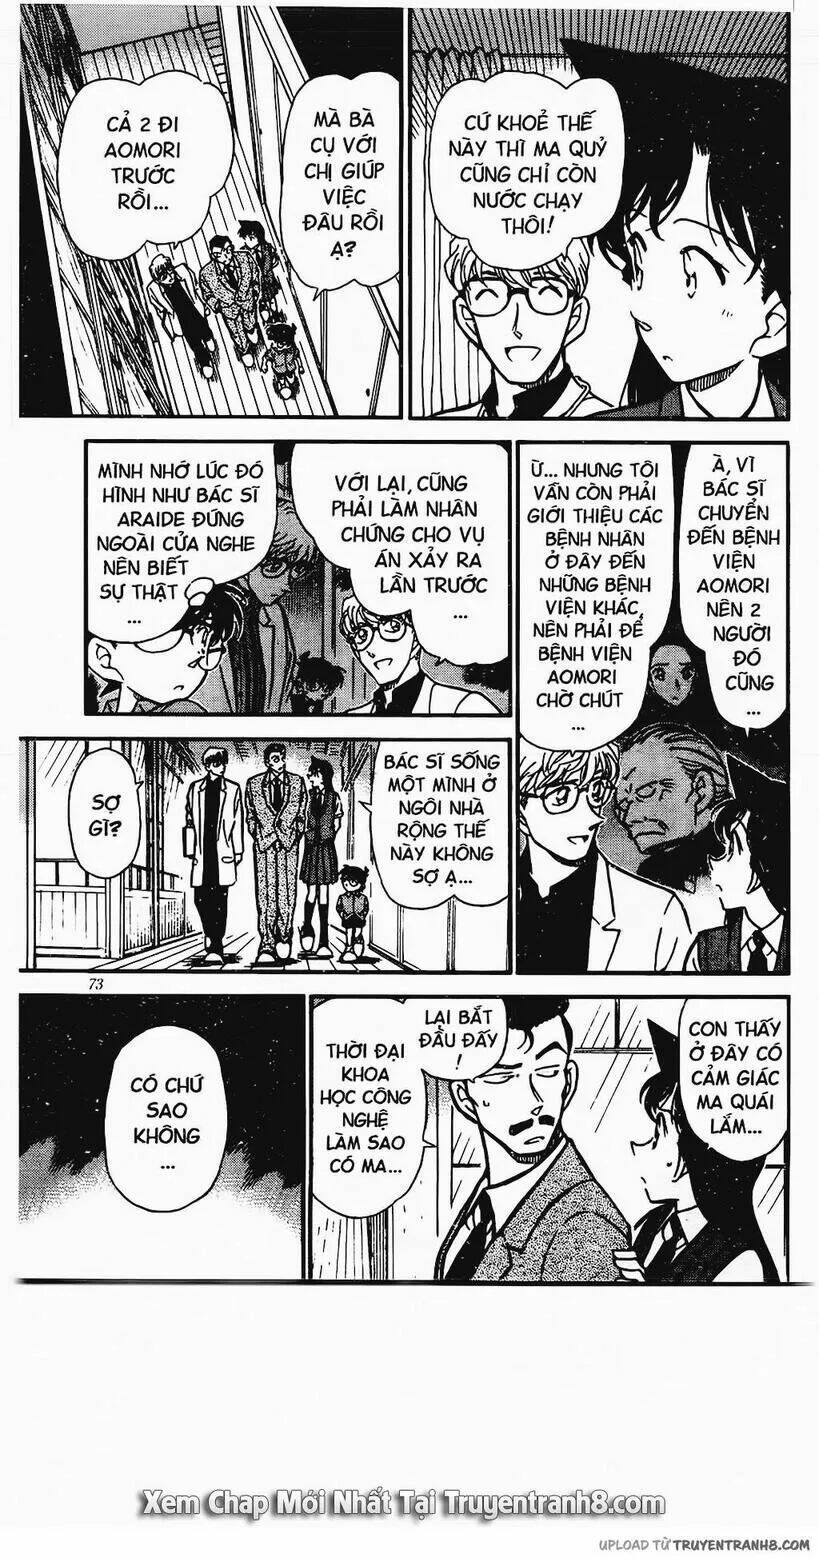 CỨ KHOẺ THẾ
NÀY THÌ MA QUỶ
CŨNG CHỈ CÒN
NƯỚC CHẠY
THÔI!
MÀ BÀ
CỤ VỚI
CHỊ GIÚP
VIỆC
ĐÂU RỒI
Ạ?
CẢ 2 ĐI
AOMORI
TRƯỚC
RỒI...
À, VÌ
BÁC SĨ
CHUYỂN
ĐẾN BỆNH
VIỆN
AOMORI
NÊN 2
NGƯỜI
ĐÓ
CŨNG
...
Ừ... NHƯNG TÔI
VẪN CÒN PHẢI
GIỚI THIỆU CÁC
BỆNH NHÂN
Ở ĐÂY ĐẾN
NHỮNG BỆNH
VIỆN KHÁC,
NÊN PHẢI ĐỂ
BỆNH VIỆN
AOMORI
CHỜ CHÚT
...
VỚI LẠI, CŨNG
PHẢI LÀM NHÂN
CHỨNG CHO VỤ
ÁN XẢY RA
LẦN TRƯỚC
...
MÌNH NHỚ LÚC ĐÓ
HÌNH NHƯ BÁC SĨ
ARAIDE ĐỨNG
NGOÀI CỬA NGHE
NÊN BIẾT
SỰ THẬT
...
BÁC SĨ SỐNG
MỘT MÌNH Ở
NGÔI NHÀ
RỘNG THẾ
NÀY KHÔNG
SỢ Ạ...
SỢ
GÌ?
73
CON THẤY
Ở ĐÂY CÓ
CẢM GIÁC
MA QUÁI
LẮM...
LẠI BẮT
ĐẦU ĐẤY
!
THỜI ĐẠI
KHOA
HỌC CÔNG
NGHỆ
LÀM SAO
CÓ MA...
CÓ CHỨ
SAO
KHÔNG
...
Xem Chap Mới Nhất Tại Truyentranh8.com
UPLOAD TỪ TRUYENTRANH8.COM